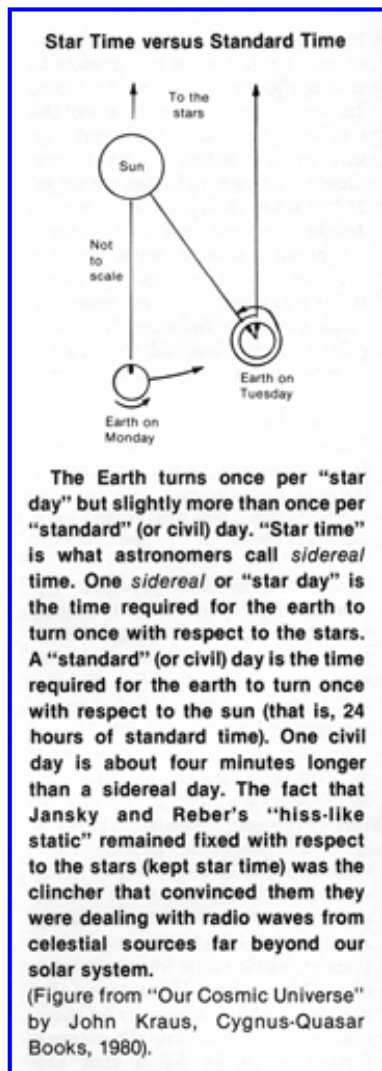 Star Time versus Standard Time
To the
stars
Sun
Not
to
scale
Earth on
Tuesday
Earth on
Monday
The Earth turns once per “star
day” but slightly more than once per
“standard” (or civil) day. “Star time”
is what astronomers call sidereal
time. One sidereal or “star day” is
the time required for the earth to
turn once with respect to the stars.
A “standard” (or civil) day is the time
required for the earth to turn once
with respect to the sun (that is, 24
hours of standard time). One civil
day is about four minutes longer
than a sidereal day. The fact that
Jansky and Reber’s “hiss-like
static” remained fixed with respect
to the stars (kept star time) was the
clincher that convinced them they
were dealing with radio waves from
celestial sources far beyond our
solar system.
(Figure from “Our Cosmic Universe”
by John Kraus, Cygnus-Quasar
Books, 1980).